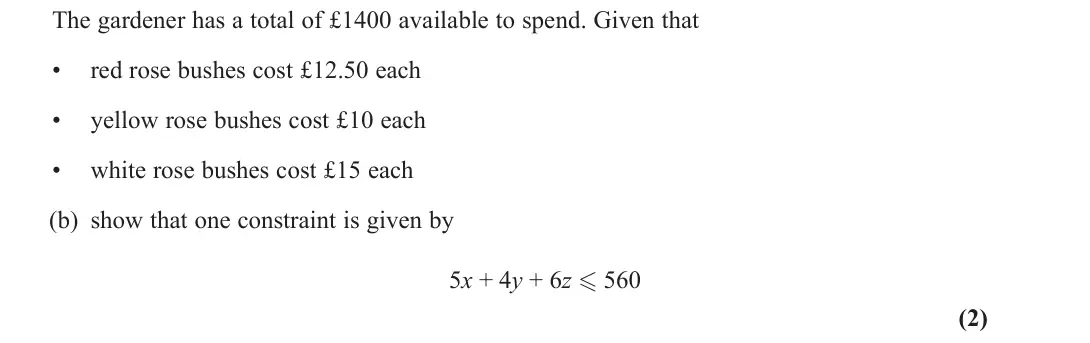 The gardener has a total of £1400 available to spend. Given that
• red rose bushes cost £12.50 each
• yellow rose bushes cost £10 each
• white rose bushes cost £15 each
(b) show that one constraint is given by
5x + 4y + 6z ⩽ 560
(2)